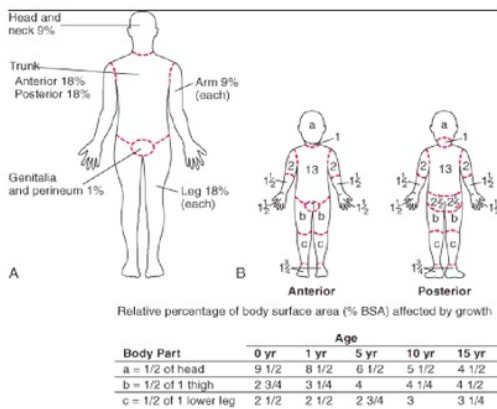 Head and
neck 9%
Trunk
Anterior 18%
Posterior 18%
Arm 9%
(each)
Genitalia
and perineum 1%
Leg 18%
(each)
A
a
1
2
13
2
1½
1½
1½
1
1½
b
b
c
c
1¾
Anterior
B
a
1
2
13
2
1½
1½
1½
2½
2½
1½
b
b
c
c
1¾
Posterior
Relative percentage of body surface area (% BSA) affected by growth
Age
Body Part 0 yr 1 yr 5 yr 10 yr 15 yr
a = 1/2 of head 9 1/2 8 1/2 6 1/2 5 1/2 4 1/2
b = 1/2 of 1 thigh 2 3/4 3 1/4 4 4 1/4 4 1/2
c = 1/2 of 1 lower leg 2 1/2 2 1/2 2 3/4 3 3 1/4